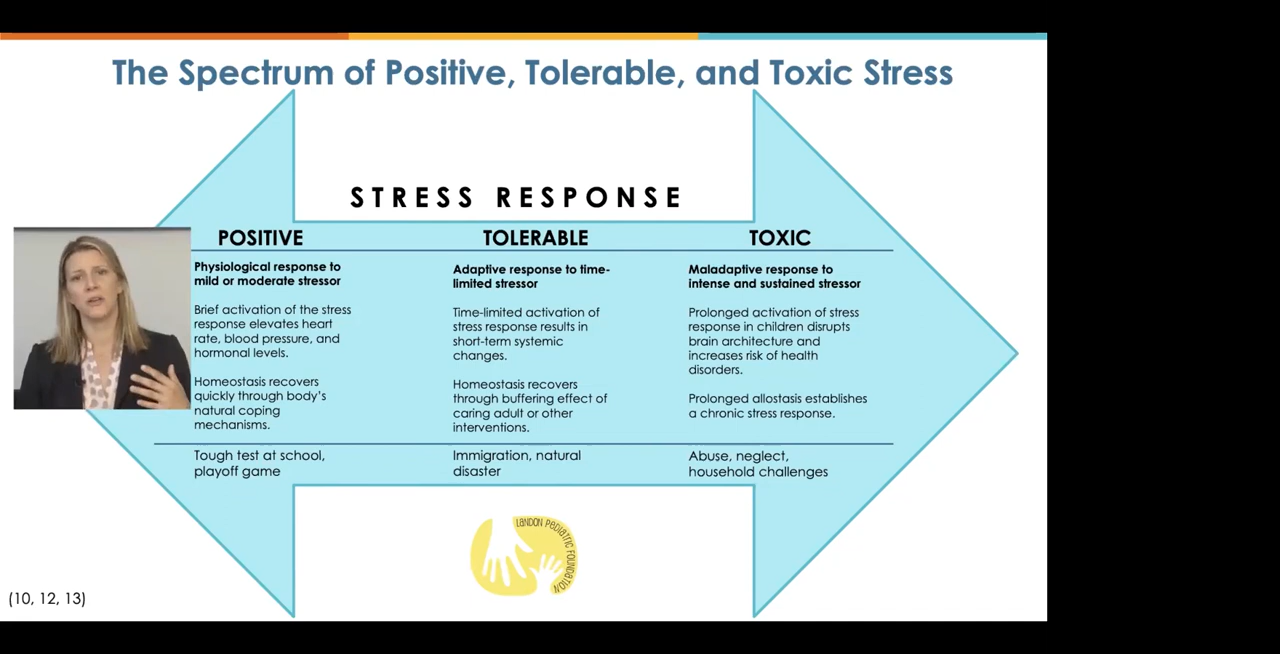 The Spectrum of Positive, Tolerable, and Toxic Stress
STRESS RESPONSE
POSITIVE
Physiological response to
mild or moderate stressor
Brief activation of the stress
response elevates heart
rate, blood pressure, and
hormonal levels.
Homeostasis recovers
quickly through body's
natural coping
mechanisms.
Tough test at school,
playoff game
TOLERABLE
Adaptive response to time-
limited stressor
Time-limited activation of
stress response results in
short-term systemic
changes.
Homeostasis recovers
through buffering effect of
caring adult or other
interventions.
Immigration, natural
disaster
TOXIC
Maladaptive response to
intense and sustained stressor
Prolonged activation of stress
response in children disrupts
brain architecture and
increases risk of health
disorders.
Prolonged allostasis establishes
a chronic stress response.
Abuse, neglect,
household challenges
LANDON PEDIATRIC FOUNDATION
(10, 12, 13)